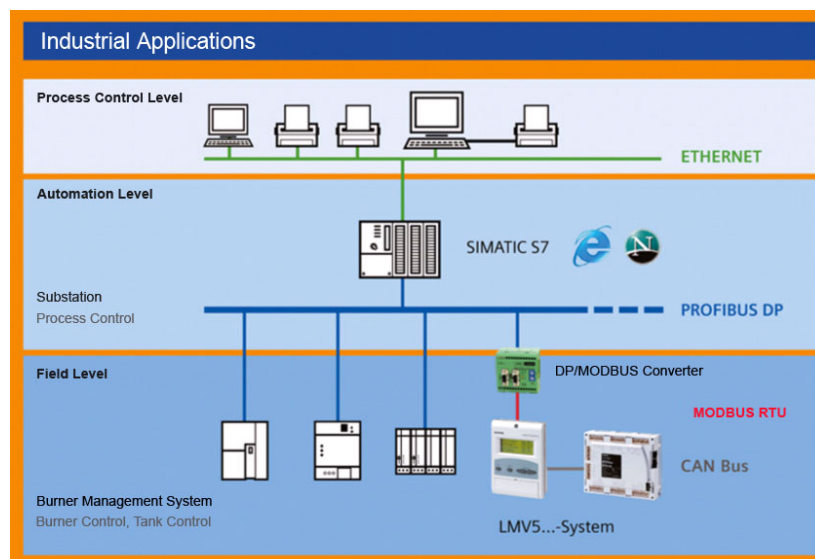 Industrial Applications
Process Control Level
ETHERNET
Automation Level
SIMATIC S7
N
Substation
Process Control
PROFIBUS DP
Field Level
DP/MODBUS Converter
MODBUS RTU
CAN Bus
Burner Management System
Burner Control, Tank Control
LMV5...-System